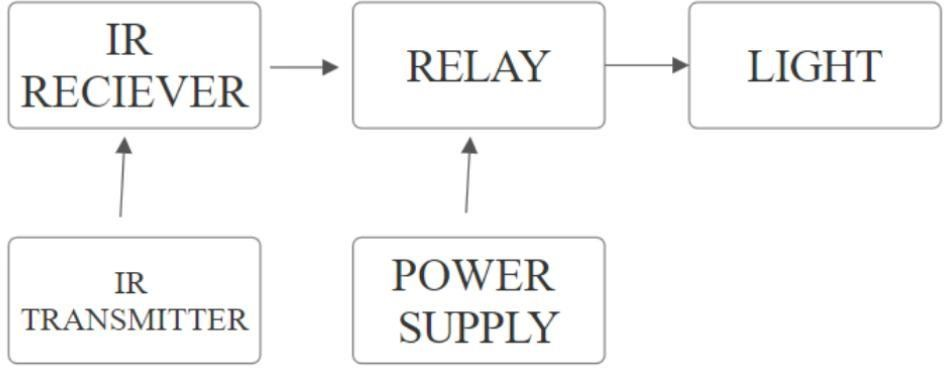 IR
RECIEVER
RELAY
LIGHT
IR
TRANSMITTER
POWER
SUPPLY